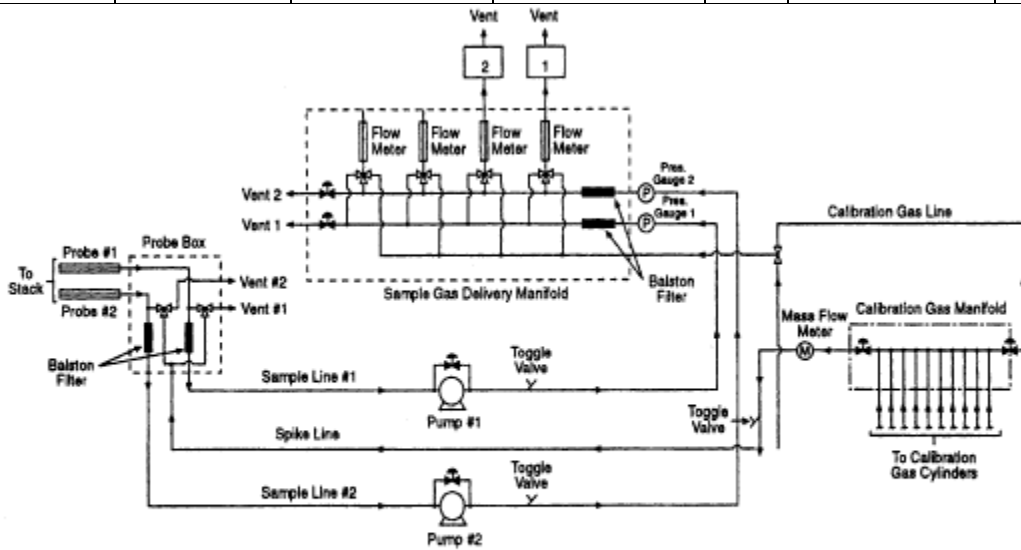 Vent
Vent
2
1
Flow
Meter
Flow
Meter
Flow
Meter
Flow
Meter
Pres.
Gauge 2
Vent 2
P
Pres.
Gauge 1
Vent 1
P
Calibration Gas Line
Probe #1
Probe Box
To
Stack
Vent #2
Probe #2
Vent #1
Sample Gas Delivery Manifold
Balston
Filter
Mass Flow
Meter
Calibration Gas Manifold
M
Balston
Filter
Sample Line #1
Toggle
Valve
Pump #1
Toggle
Valve
Spike Line
To Calibration
Gas Cylinders
Sample Line #2
Toggle
Valve
Pump #2